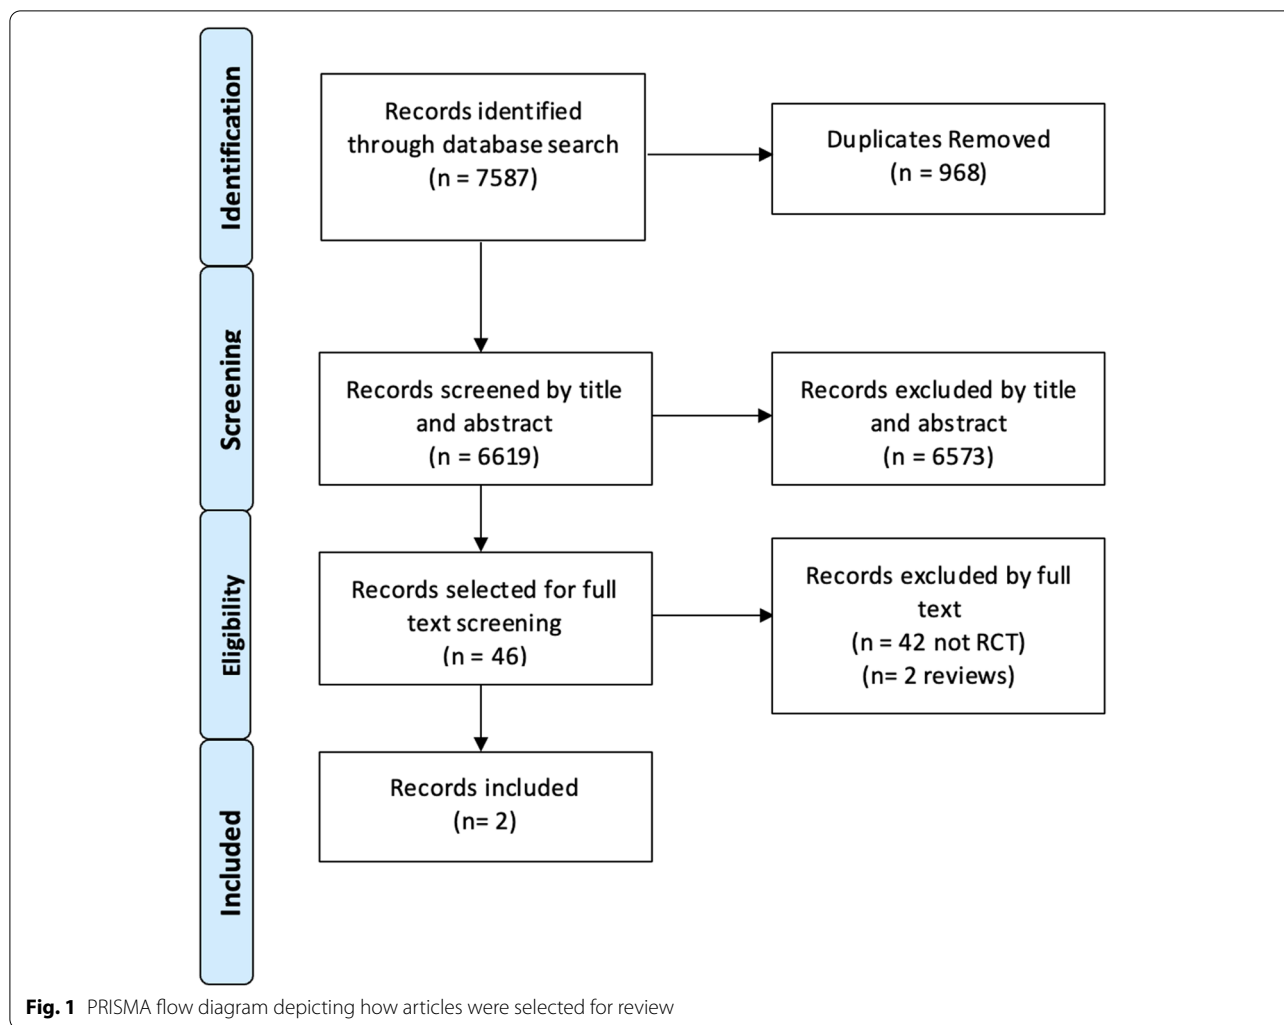 Identification
Records identified
through database search
(n = 7587)
Duplicates Removed
(n = 968)
Screening
Records screened by title
and abstract
(n = 6619)
Records excluded by title
and abstract
(n = 6573)
Eligibility
Records selected for full
text screening
(n = 46)
Records excluded by full
text
(n = 42 not RCT)
(n= 2 reviews)
Included
Records included
(n= 2)
Fig. 1 PRISMA flow diagram depicting how articles were selected for review